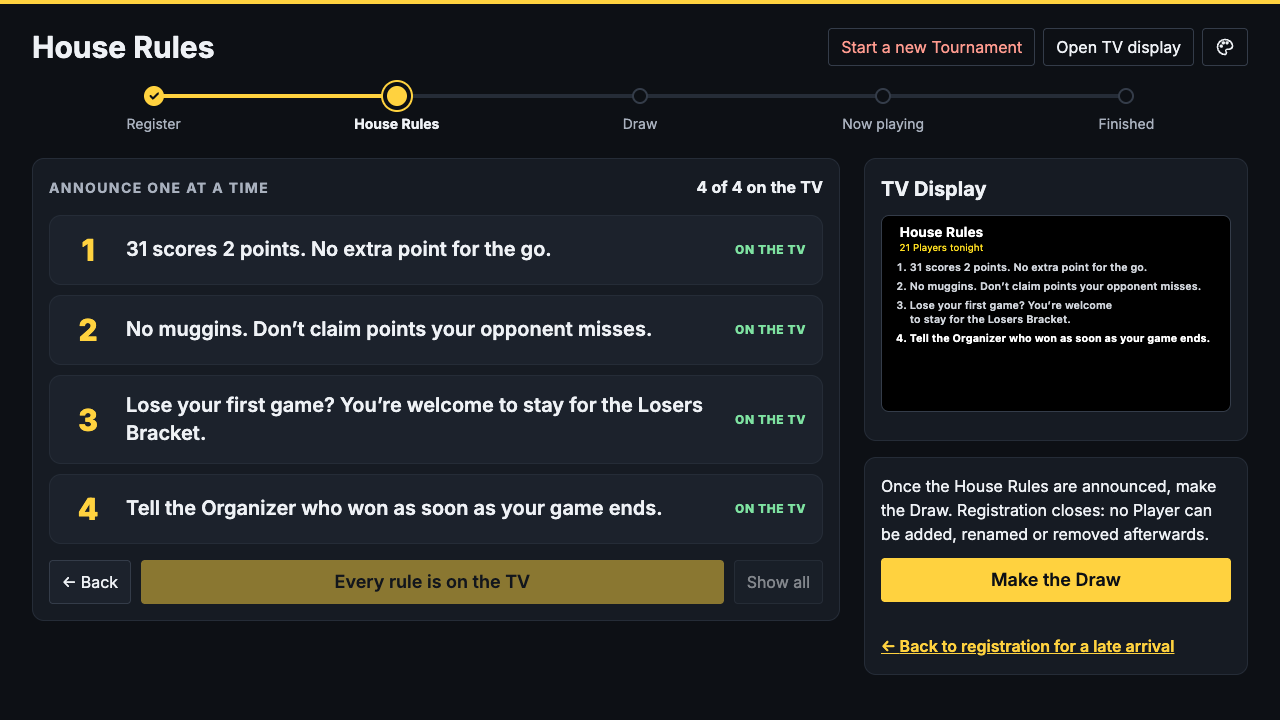 House Rules
Start a new Tournament
Open TV display
Register
House Rules
Draw
Now playing
Finished
ANNOUNCE ONE AT A TIME
4 of 4 on the TV
1
31 scores 2 points. No extra point for the go.
ON THE TV
2
No muggins. Don’t claim points your opponent misses.
ON THE TV
3
Lose your first game? You’re welcome to stay for the Losers
Bracket.
ON THE TV
4
Tell the Organizer who won as soon as your game ends.
ON THE TV
← Back
Every rule is on the TV
Show all
TV Display
House Rules
21 Players tonight
1. 31 scores 2 points. No extra point for the go.
2. No muggins. Don’t claim points your opponent misses.
3. Lose your first game? You’re welcome
to stay for the Losers Bracket.
4. Tell the Organizer who won as soon as your game ends.
Once the House Rules are announced, make
the Draw. Registration closes: no Player can
be added, renamed or removed afterwards.
Make the Draw
← Back to registration for a late arrival